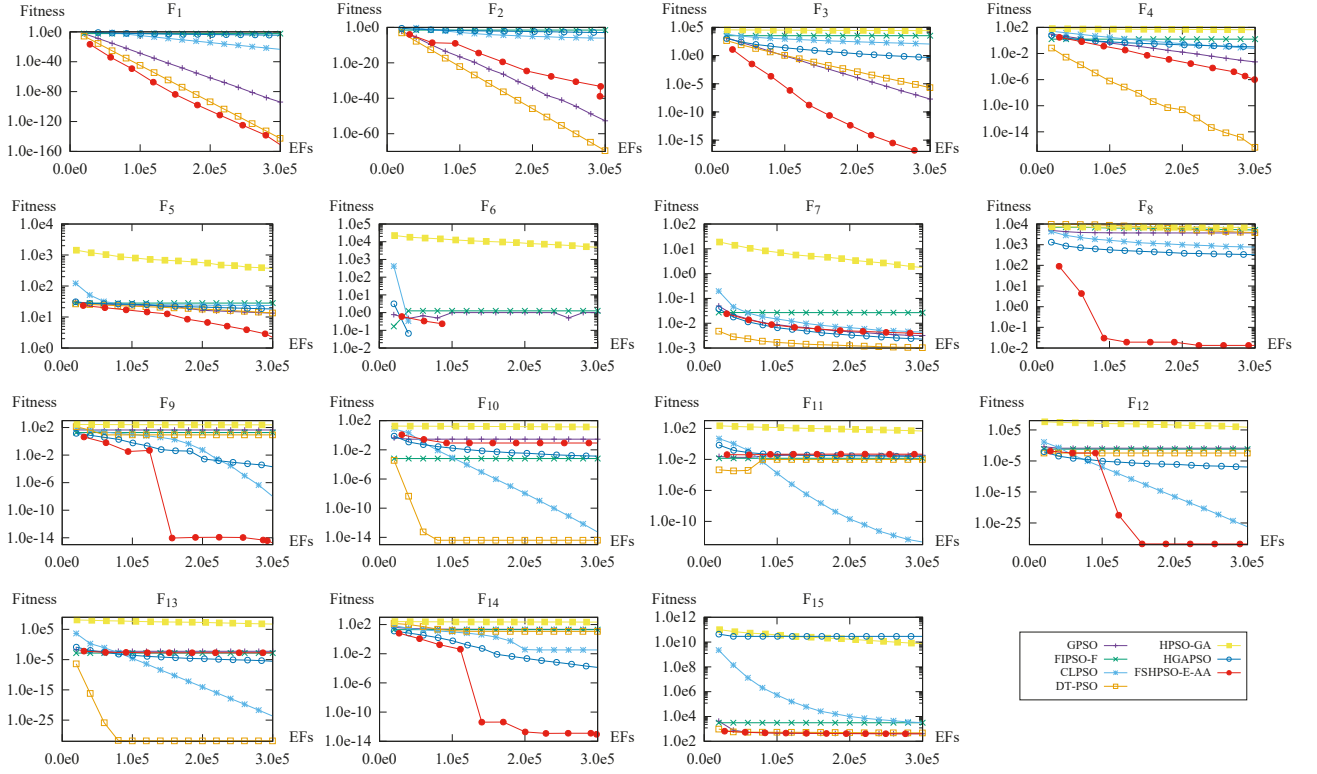 Fitness F1
1.0e0
1.0e-40
1.0e-80
1.0e-120
1.0e-160
EFs
0.0e0 1.0e5 2.0e5 3.0e5
Fitness F2
1.0e0
1.0e-20
1.0e-40
1.0e-60
EFs
0.0e0 1.0e5 2.0e5 3.0e5
Fitness F3
1.0e5
1.0e0
1.0e-5
1.0e-10
1.0e-15
EFs
0.0e0 1.0e5 2.0e5 3.0e5
Fitness F4
1.0e2
1.0e-2
1.0e-6
1.0e-10
1.0e-14
EFs
0.0e0 1.0e5 2.0e5 3.0e5
Fitness F5
1.0e4
1.0e3
1.0e2
1.0e1
1.0e0
EFs
0.0e0 1.0e5 2.0e5 3.0e5
Fitness F6
1.0e5
1.0e4
1.0e3
1.0e2
1.0e1
1.0e0
1.0e-1
1.0e-2
EFs
0.0e0 1.0e5 2.0e5 3.0e5
Fitness F7
1.0e2
1.0e1
1.0e0
1.0e-1
1.0e-2
1.0e-3
EFs
0.0e0 1.0e5 2.0e5 3.0e5
Fitness F8
1.0e4
1.0e3
1.0e2
1.0e1
1.0e0
1.0e-1
1.0e-2
EFs
0.0e0 1.0e5 2.0e5 3.0e5
Fitness F9
1.0e2
1.0e-2
1.0e-6
1.0e-10
1.0e-14
EFs
0.0e0 1.0e5 2.0e5 3.0e5
Fitness F10
1.0e2
1.0e-2
1.0e-6
1.0e-10
1.0e-14
EFs
0.0e0 1.0e5 2.0e5 3.0e5
Fitness F11
1.0e2
1.0e-2
1.0e-6
1.0e-10
EFs
0.0e0 1.0e5 2.0e5 3.0e5
Fitness F12
1.0e5
1.0e-5
1.0e-15
1.0e-25
EFs
0.0e0 1.0e5 2.0e5 3.0e5
Fitness F13
1.0e5
1.0e-5
1.0e-15
1.0e-25
EFs
0.0e0 1.0e5 2.0e5 3.0e5
Fitness F14
1.0e2
1.0e-2
1.0e-6
1.0e-10
1.0e-14
EFs
0.0e0 1.0e5 2.0e5 3.0e5
Fitness F15
1.0e12
1.0e10
1.0e8
1.0e6
1.0e4
1.0e2
EFs
0.0e0 1.0e5 2.0e5 3.0e5
GPSO
FIPSO-F
CLPSO
DT-PSO
HPSO-GA
HGAPSO
FSHPSO-E-AA